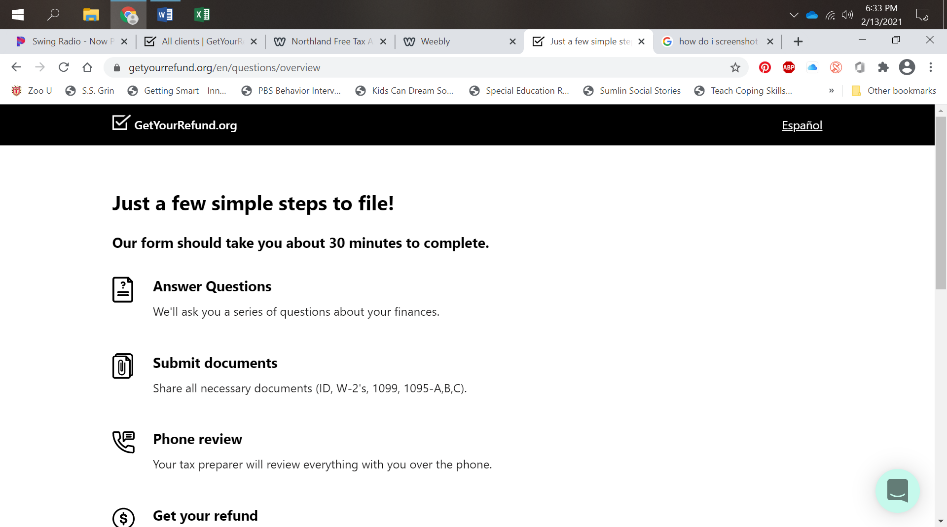 6:33 PM
2/13/2021
Swing Radio - Now
All clients | GetYourR
Northland Free Tax A
Weebly
Just a few simple ste
how do i screenshot
getyourrefund.org/en/questions/overview
ABP
Zoo U
S.S. Grin
Getting Smart Inn...
PBS Behavior Interv...
Kids Can Dream So...
Special Education R...
Sumlin Social Stories
Teach Coping Skills...
»
Other bookmarks
GetYourRefund.org
Español
Just a few simple steps to file!
Our form should take you about 30 minutes to complete.
Answer Questions
We'll ask you a series of questions about your finances.
Submit documents
Share all necessary documents (ID, W-2's, 1099, 1095-A,B,C).
Phone review
Your tax preparer will review everything with you over the phone.
Get your refund